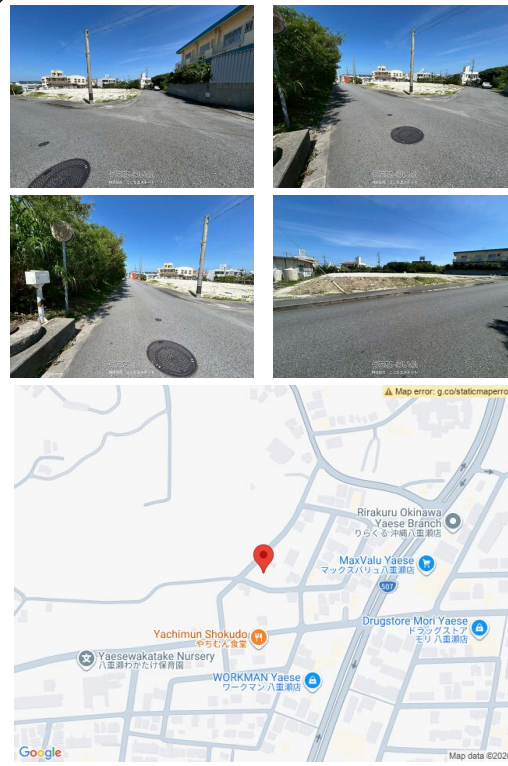 Map error: g.co/staticmaperro
Rirakuru Okinawa
Yaese Branch
りらくる 沖縄八重瀬店
MaxValu Yaese
マックスバリュ八重瀬店
507
Drugstore Mori Yaese
ドラッグストア
モリ 八重瀬店
Yachimun Shokudo
やちむん食堂
Yaesewakatake Nursery
八重瀬わかたけ保育園
WORKMAN Yaese
ワークマン 八重瀬店
Google
Map data ©202